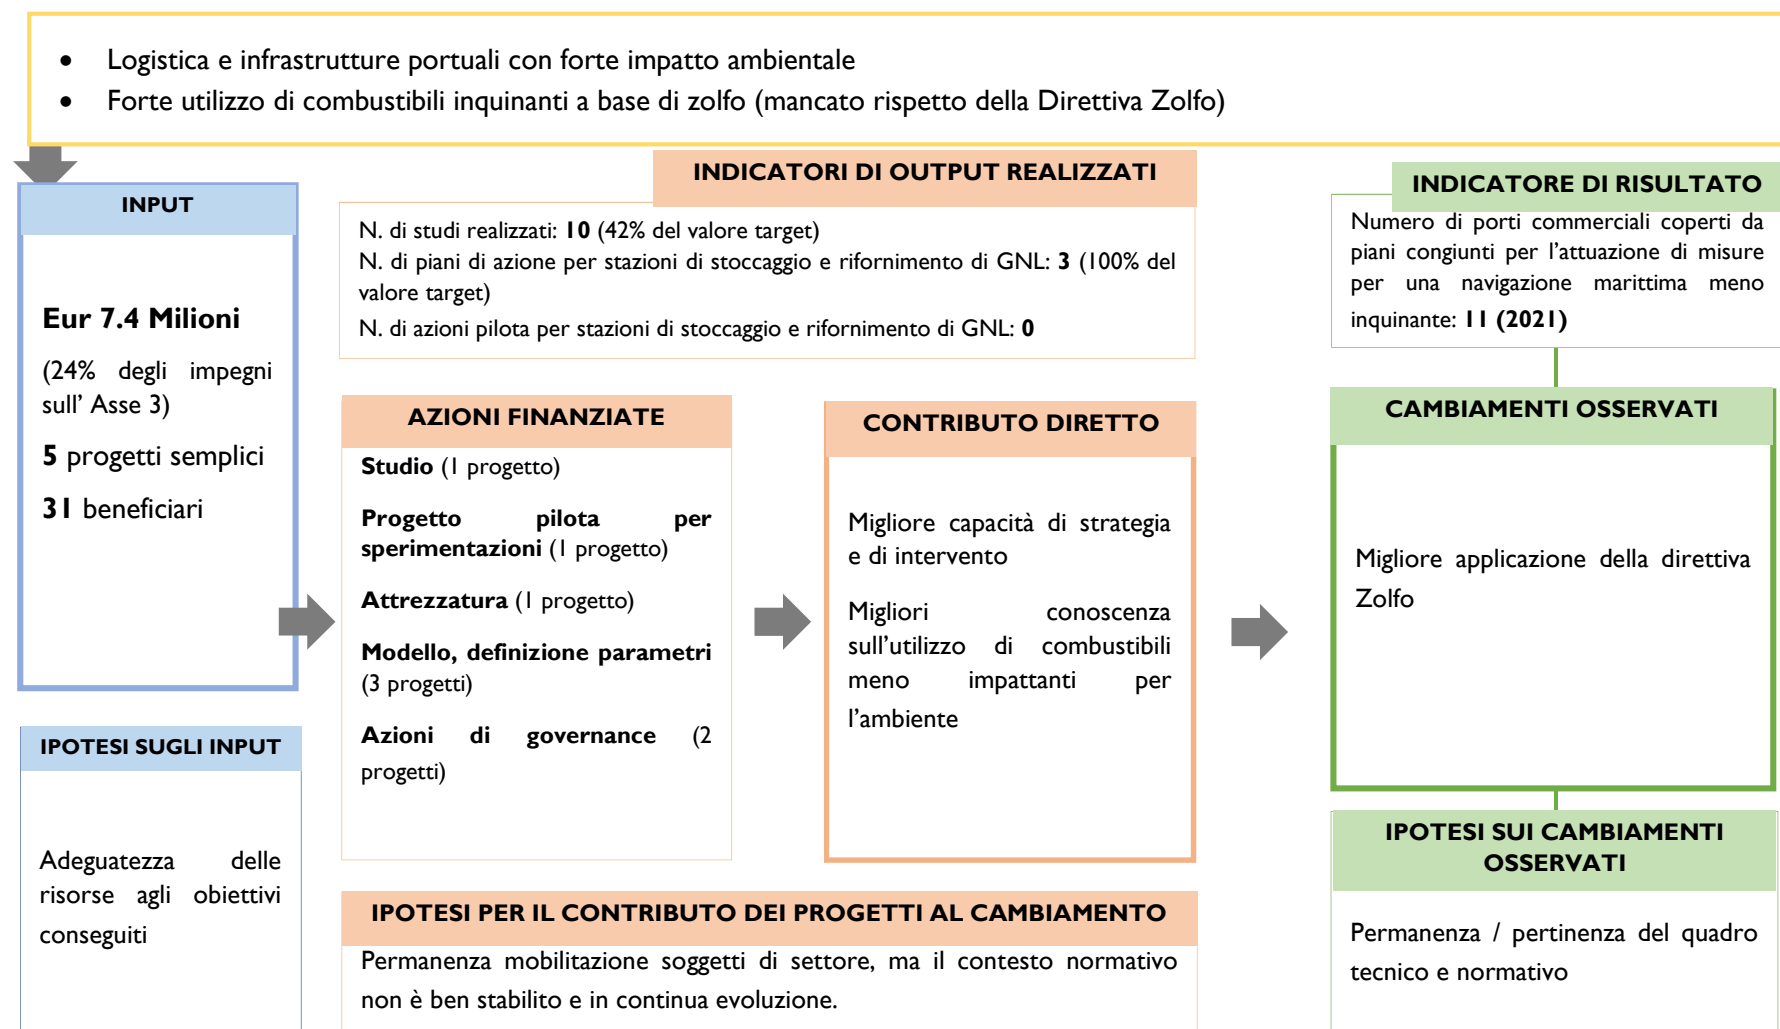 • Logistica e infrastrutture portuali con forte impatto ambientale
• Forte utilizzo di combustibili inquinanti a base di zolfo (mancato rispetto della Direttiva Zolfo)
INPUT
Eur 7.4 Milioni
(24% degli impegni
sull' Asse 3)
5 progetti semplici
31 beneficiari
IPOTESI SUGLI INPUT
Adeguatezza delle
risorse agli obiettivi
conseguiti
INDICATORI DI OUTPUT REALIZZATI
N. di studi realizzati: 10 (42% del valore target)
N. di piani di azione per stazioni di stoccaggio e rifornimento di GNL: 3 (100% del
valore target)
N. di azioni pilota per stazioni di stoccaggio e rifornimento di GNL: 0
AZIONI FINANZIATE
Studio (1 progetto)
Progetto pilota per
sperimentazioni (1 progetto)
Attrezzatura (1 progetto)
Modello, definizione parametri
(3 progetti)
Azioni di governance (2
progetti)
CONTRIBUTO DIRETTO
Migliore capacità di strategia
e di intervento
Migliori conoscenza
sull'utilizzo di combustibili
meno impattanti per
l'ambiente
IPOTESI PER IL CONTRIBUTO DEI PROGETTI AL CAMBIAMENTO
Permanenza mobilitazione soggetti di settore, ma il contesto normativo
non è ben stabilito e in continua evoluzione.
INDICATORE DI RISULTATO
Numero di porti commerciali coperti da
piani congiunti per l'attuazione di misure
per una navigazione marittima meno
inquinante: 11 (2021)
CAMBIAMENTI OSSERVATI
Migliore applicazione della direttiva
Zolfo
IPOTESI SUI CAMBIAMENTI
OSSERVATI
Permanenza / pertinenza del quadro
tecnico e normativo